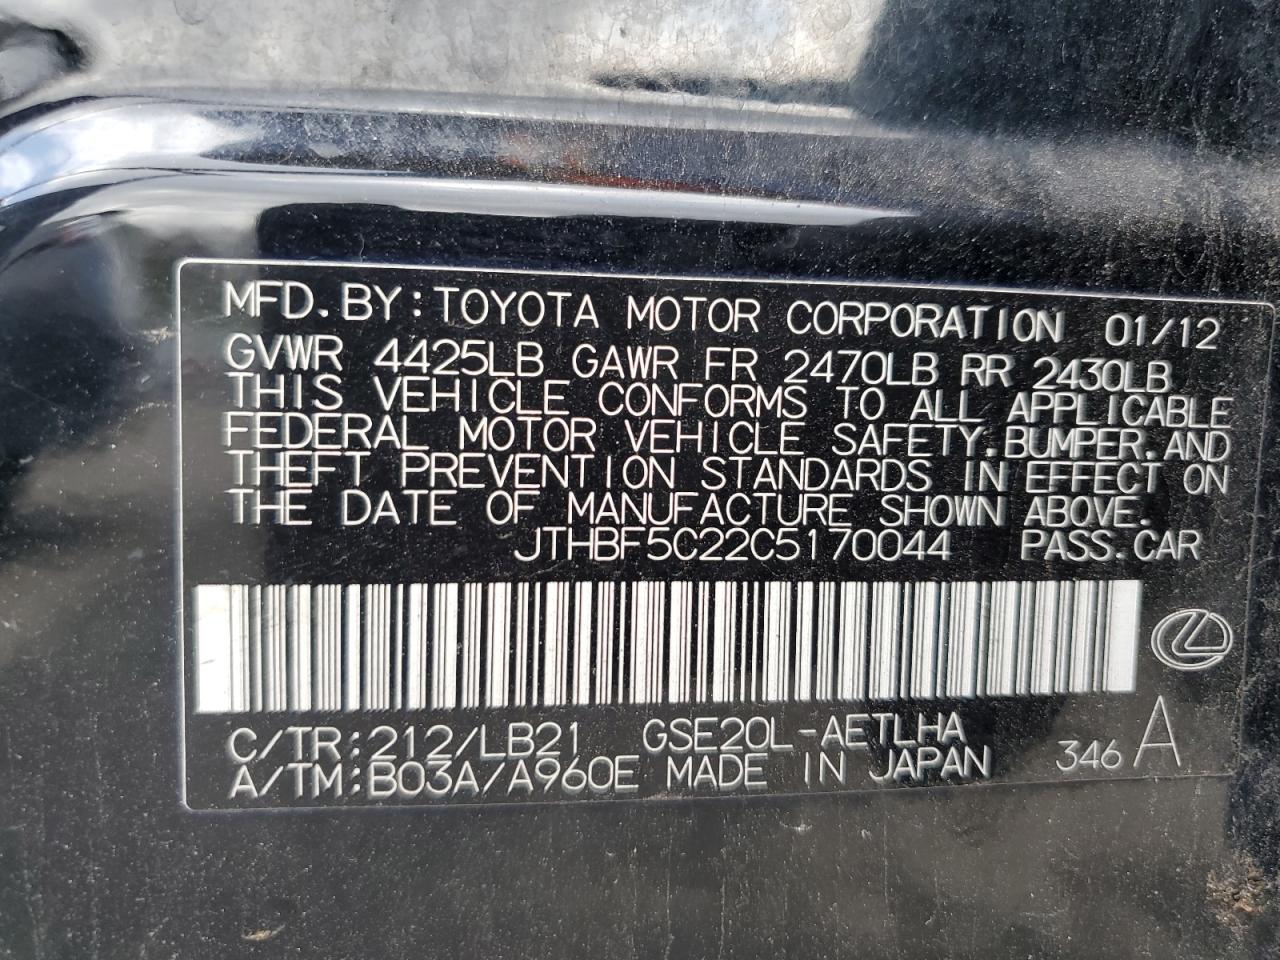 MFD. BY: TOYOTA MOTOR CORPORATION 01/12
GVWR 4425LB GAWR FR 2470LB RR 2430LB
THIS VEHICLE CONFORMS TO ALL APPLICABLE
FEDERAL MOTOR VEHICLE SAFETY.BUMPER.AND
THEFT PREVENTION STANDARDS IN EFFECT ON
THE DATE OF MANUFACTURE SHOWN ABOVE.
JTHBF5C22C5170044 PASS.CAR
C/TR:212/LB21 GSE20L-AETLHA
A/TM:B03A/A960E MADE IN JAPAN 346 A